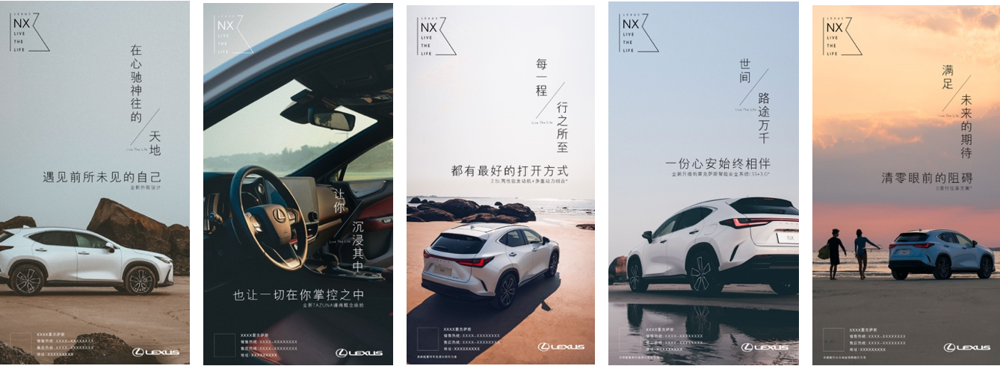 LEXUS
NX
LIVE
THE
LIFE
在心驰神往的
天地
Live The Life
遇见前所未见的自己
全新外观设计
XXXX雷克萨斯
销售热线:XXXX-XXXXXXXX
售后热线:XXXX-XXXXXXXX
地址:XXXXXXXXX
LEXUS
LEXUS
NX
LIVE
THE
LIFE
让你
沉浸其中
Live The Life
也让一切在你掌控之中
全新TAZUNA缰绳概念座舱
XXXX雷克萨斯
销售热线:XXXX-XXXXXXXX
售后热线:XXXX-XXXXXXXX
地址:XXXXXXXXX
LEXUS
LEXUS
NX
LIVE
THE
LIFE
每一程
行之所至
Live The Life
都有最好的打开方式
2.5L高性能发动机+多重动力组合*
XXXX雷克萨斯
销售热线:XXXX-XXXXXXXX
售后热线:XXXX-XXXXXXXX
地址:XXXXXXXXX
LEXUS
LEXUS
NX
LIVE
THE
LIFE
世间
路途万千
Live The Life
一份心安始终相伴
全新升级的雷克萨斯智能安全系统LSS+3.0*
NX
XXXX雷克萨斯
销售热线:XXXX-XXXXXXXX
售后热线:XXXX-XXXXXXXX
地址:XXXXXXXXX
LEXUS
LEXUS
NX
LIVE
THE
LIFE
满足
未来的期待
Live The Life
清零眼前的阻碍
0首付任享方案*
XXXX雷克萨斯
销售热线:XXXX-XXXXXXXX
售后热线:XXXX-XXXXXXXX
地址:XXXXXXXXX
LEXUS